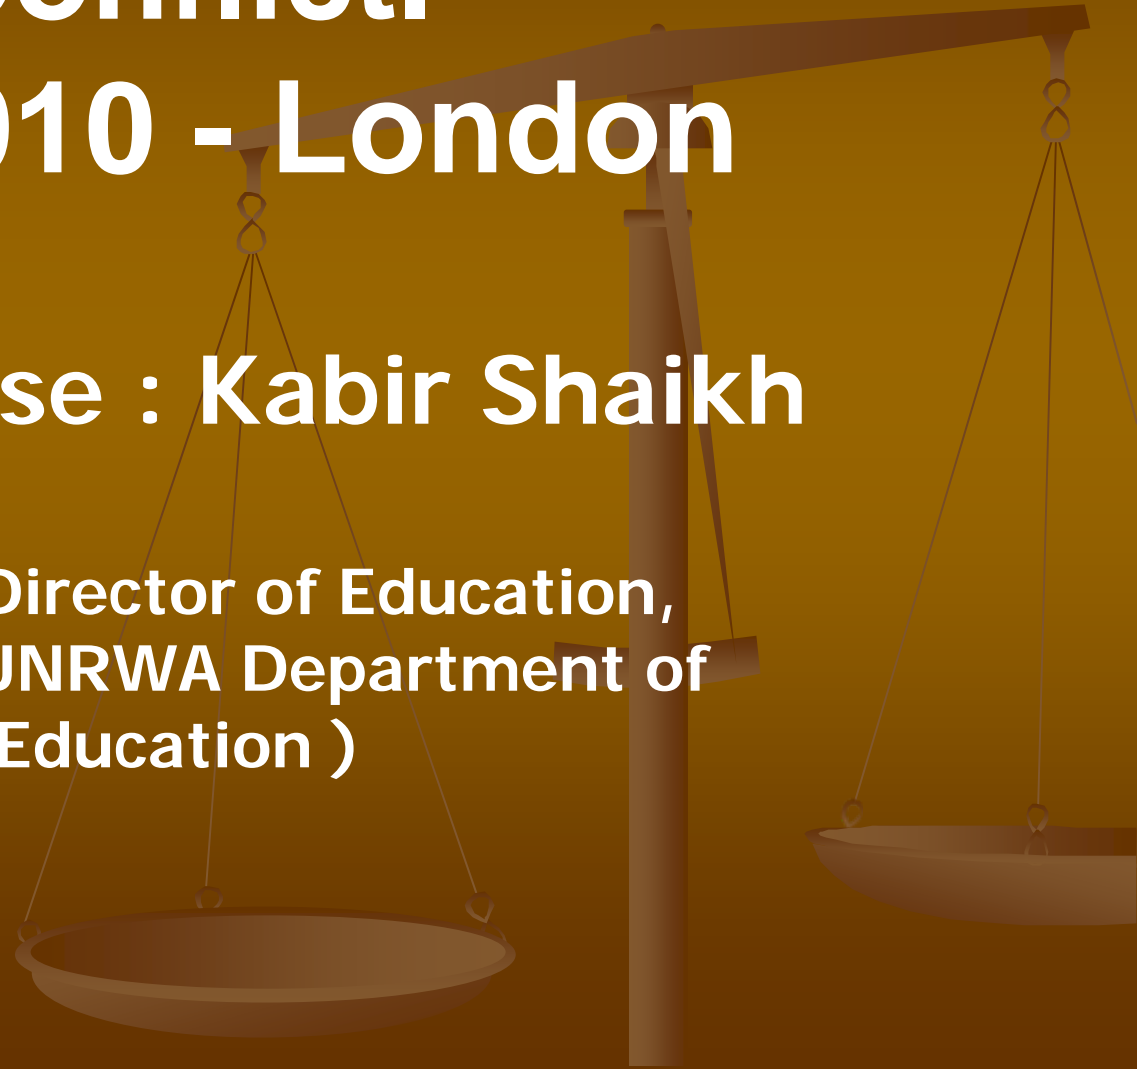 010 - London
se : Kabir Shaikh
Director of Education,
UNRWA Department of
Education )